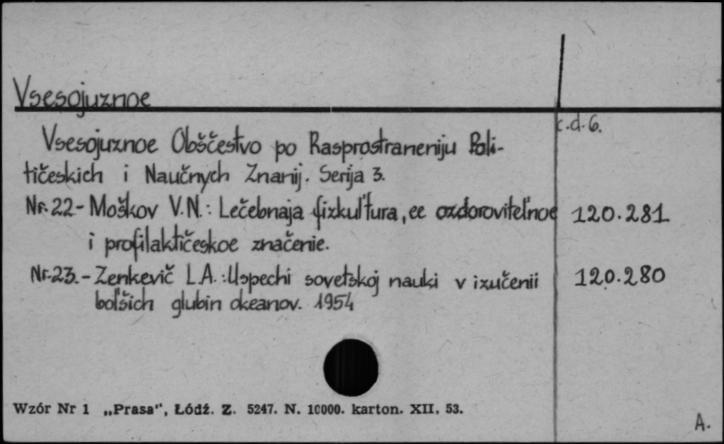 Vsesojuznoe
c.d.6.
Vsesojuznoe Obščestvo po Rasprostraneniju Poli-
tičeskich i Naučnych Znanij. Serija 3.
Nr. 22 - Moškov V.N.: Lečebnaja fizkul'tura, ee ozdorovitel'noe 120.281
i profilaktičeskoe značenie.
Nr. 23. - Zenkevič L.A.: Uspechi sovetskoj nauki v izučenii 120.280
bol'šich glubin okeanov. 1954
Wzór Nr 1 „Prasa”, Łódź. Z. 5247. N. 10000. karton. XII. 53.
A.